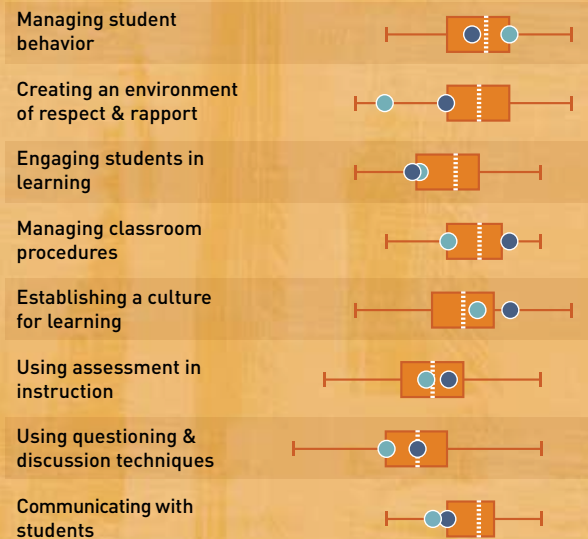 Managing student
behavior
Creating an environment
of respect & rapport
Engaging students in
learning
Managing classroom
procedures
Establishing a culture
for learning
Using assessment in
instruction
Using questioning &
discussion techniques
Communicating with
students